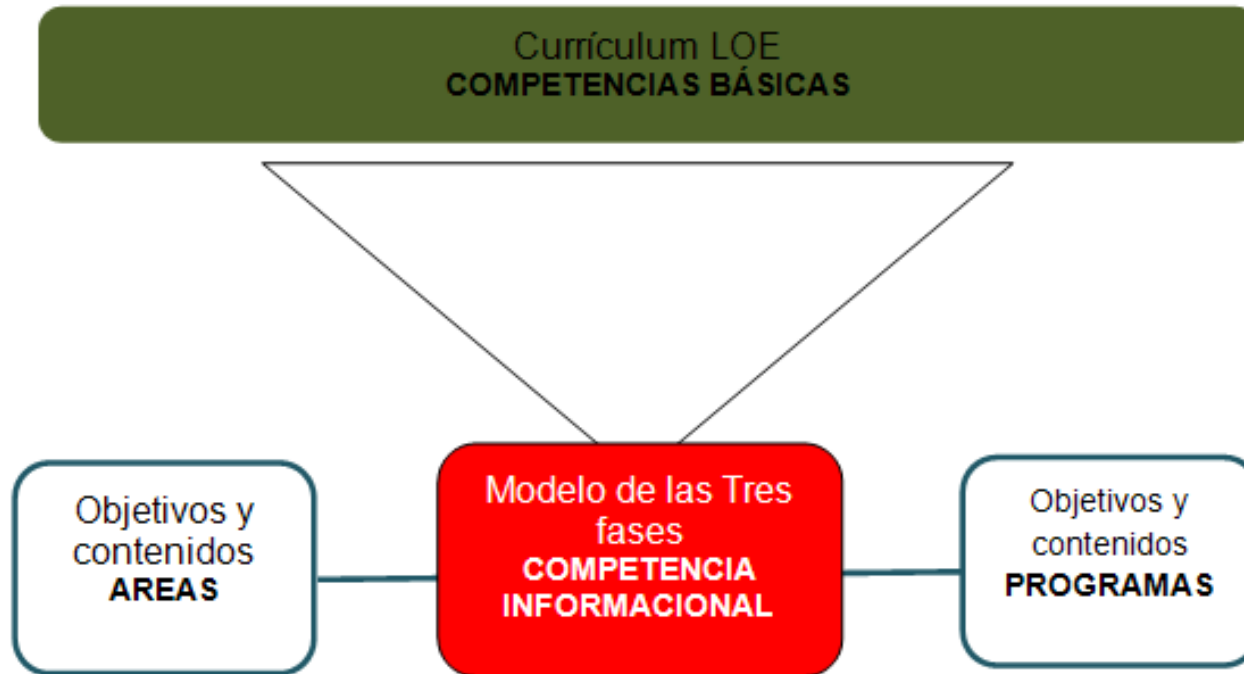 Currículum LOE
COMPETENCIAS BÁSICAS
Objetivos y
contenidos
AREAS
Modelo de las Tres
fases
COMPETENCIA
INFORMACIONAL
Objetivos y
contenidos
PROGRAMAS